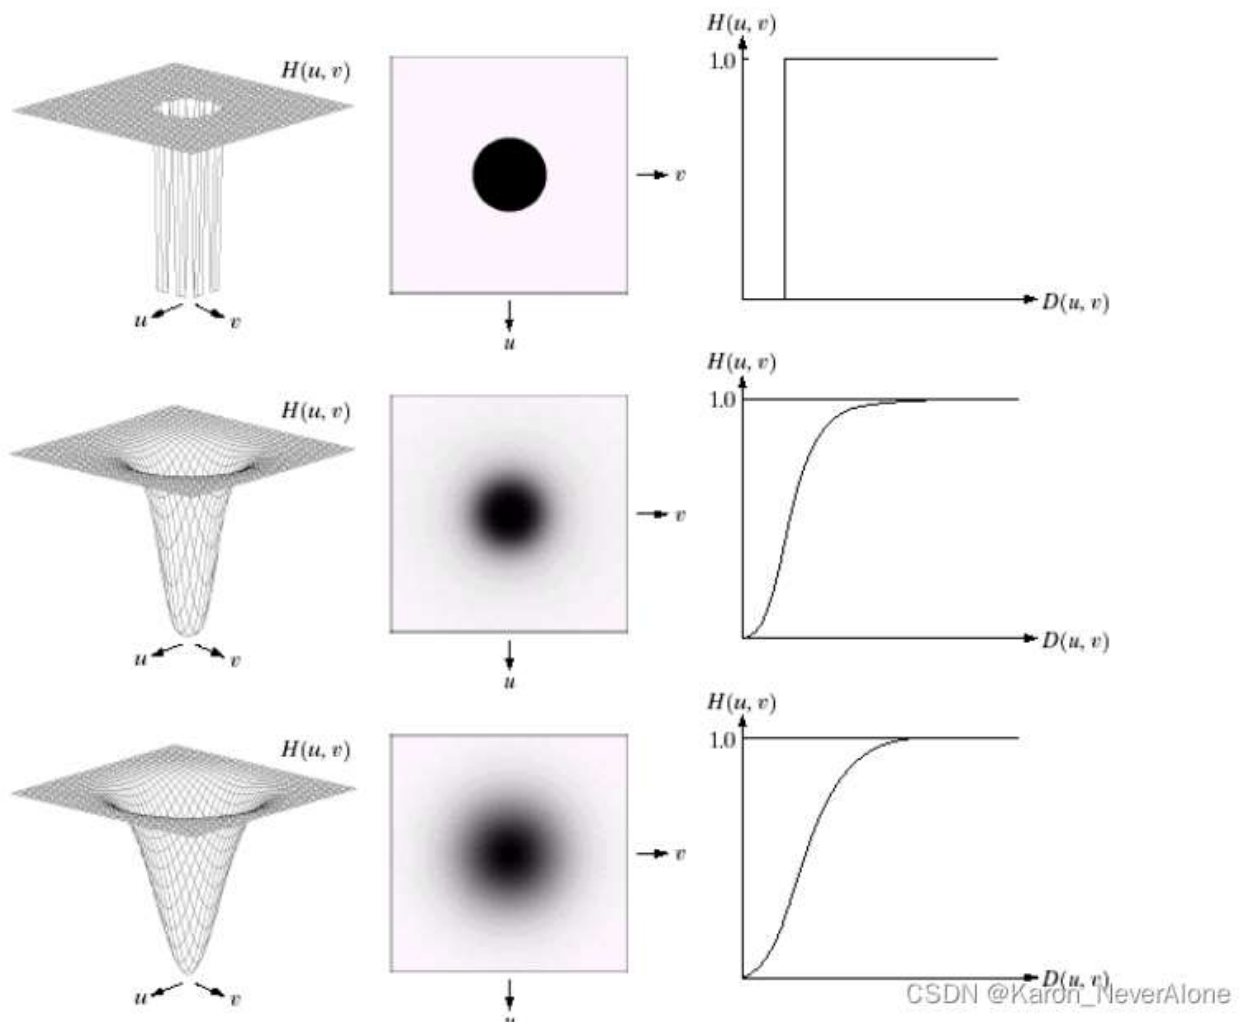 H(u, v)
H(u, v)
1.0
v
D(u, v)
u
v
u
H(u, v)
H(u, v)
1.0
v
D(u, v)
u
v
u
H(u, v)
H(u, v)
1.0
v
D(u, v)
u
v
u
CSDN @Karon_NeverAlone